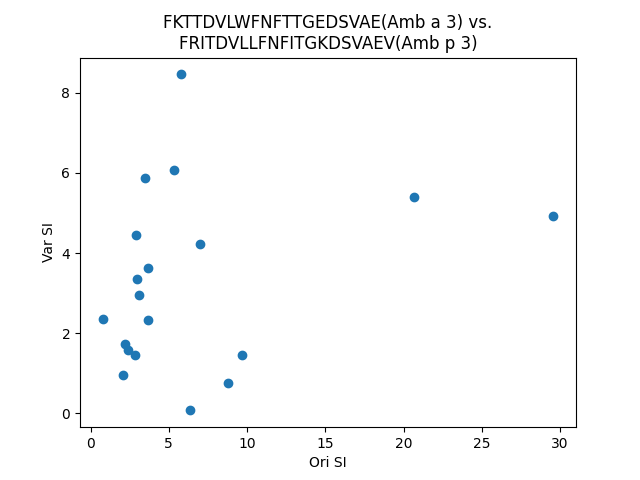 FKTTDVLWFNFTTGEDSVAE(Amb a 3) vs.
FRITDVLLFNFITGKDSVAEV(Amb p 3)
8
6
4
2
0
Var SI
0 5 10 15 20 25 30
Ori SI